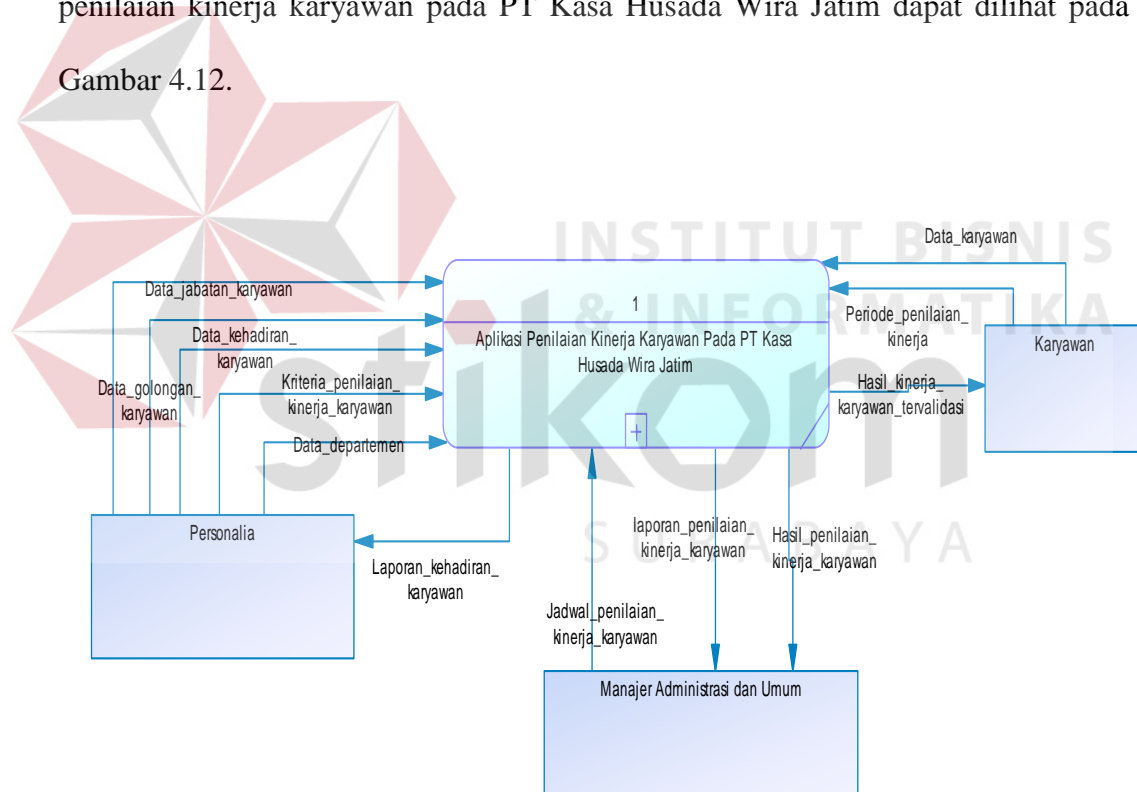 penilaian kinerja karyawan pada PT Kasa Husada Wira Jatim dapat dilihat pada
Gambar 4.12.
INSTITUT BISNIS
& INFORMATIKA
stikom
SURABAYA
Data_karyawan
Data_jabatan_karyawan
1
Periode_penilaian_
kinerja
Data_kehadiran_
karyawan
Aplikasi Penilaian Kinerja Karyawan Pada PT Kasa
Husada Wira Jatim
Karyawan
Data_golongan_
karyawan
Kriteria_penilaian_
kinerja_karyawan
Hasil_kinerja_
karyawan_tervalidasi
+
Data_departemen
Personalia
laporan_penilaian_
kinerja_karyawan
Hasil_penilaian_
kinerja_karyawan
Laporan_kehadiran_
karyawan
Jadwal_penilaian_
kinerja_karyawan
Manajer Administrasi dan Umum